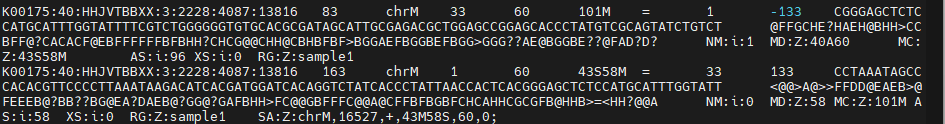 K00175:40:HHJVTBBXX:3:2228:4087:13816 83 chrM 33 60 101M = 1 -133 CGGGAGCTCTC
CATGCATTTGGTATTTTCGTCTGGGGGGTGTGCACGCGATAGCATTGCGAGACGCTGGAGCCGGAGCACCCTATGTCGCAGTATCTGTCT @FFGCHE?HAEH@BHH>CC
BFF@?CACACF@EBFFFFFFBFBHH?CHCG@@CHH@CBHBFBF>BGGAEFBGGBEFBGG>GGG??AE@BGGBE??@FAD?D? NM:i:1 MD:Z:40A60 MC:
Z:43S58M AS:i:96 XS:i:0 RG:Z:sample1
K00175:40:HHJVTBBXX:3:2228:4087:13816 163 chrM 1 60 43S58M = 33 133 CCTAAATAGCC
CACACGTTCCCCTTAAATAAGACATCACGATGGATCACAGGTCTATCACCCTATTAACCACTCACGGGAGCTCTCCATGCATTTGGTATT <@@>A@>>FFDD@EAEB>@
FEEEB@?BB??BG@EA?DAEB@?GG@?GAFBHH>FC@@GBFFFC@@A@CFFBFBGBFCHCAHHCGCGFB@HHB>=<HH?@@A NM:i:0 MD:Z:58 MC:Z:101M A
S:i:58 XS:i:0 RG:Z:sample1 SA:Z:chrM,16527,+,43M58S,60,0;